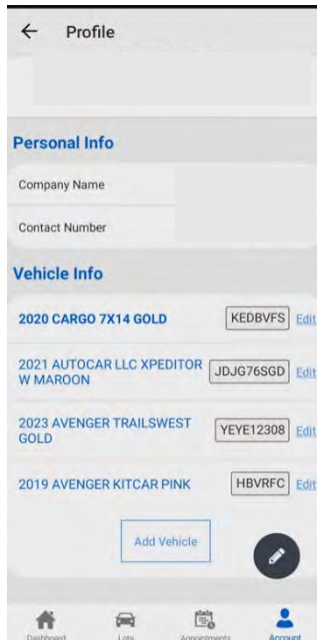 Profile
Personal Info
Company Name
Contact Number
Vehicle Info
2020 CARGO 7X14 GOLD KEDBVFS Edit
2021 AUTOCAR LLC XPEDITOR
W MAROON JDJG76SGD Edit
2023 AVENGER TRAILSWEST
GOLD YEYE12308 Edit
2019 AVENGER KITCAR PINK HBVRFC Edit
Add Vehicle
Dashboard Lots Appointments Account